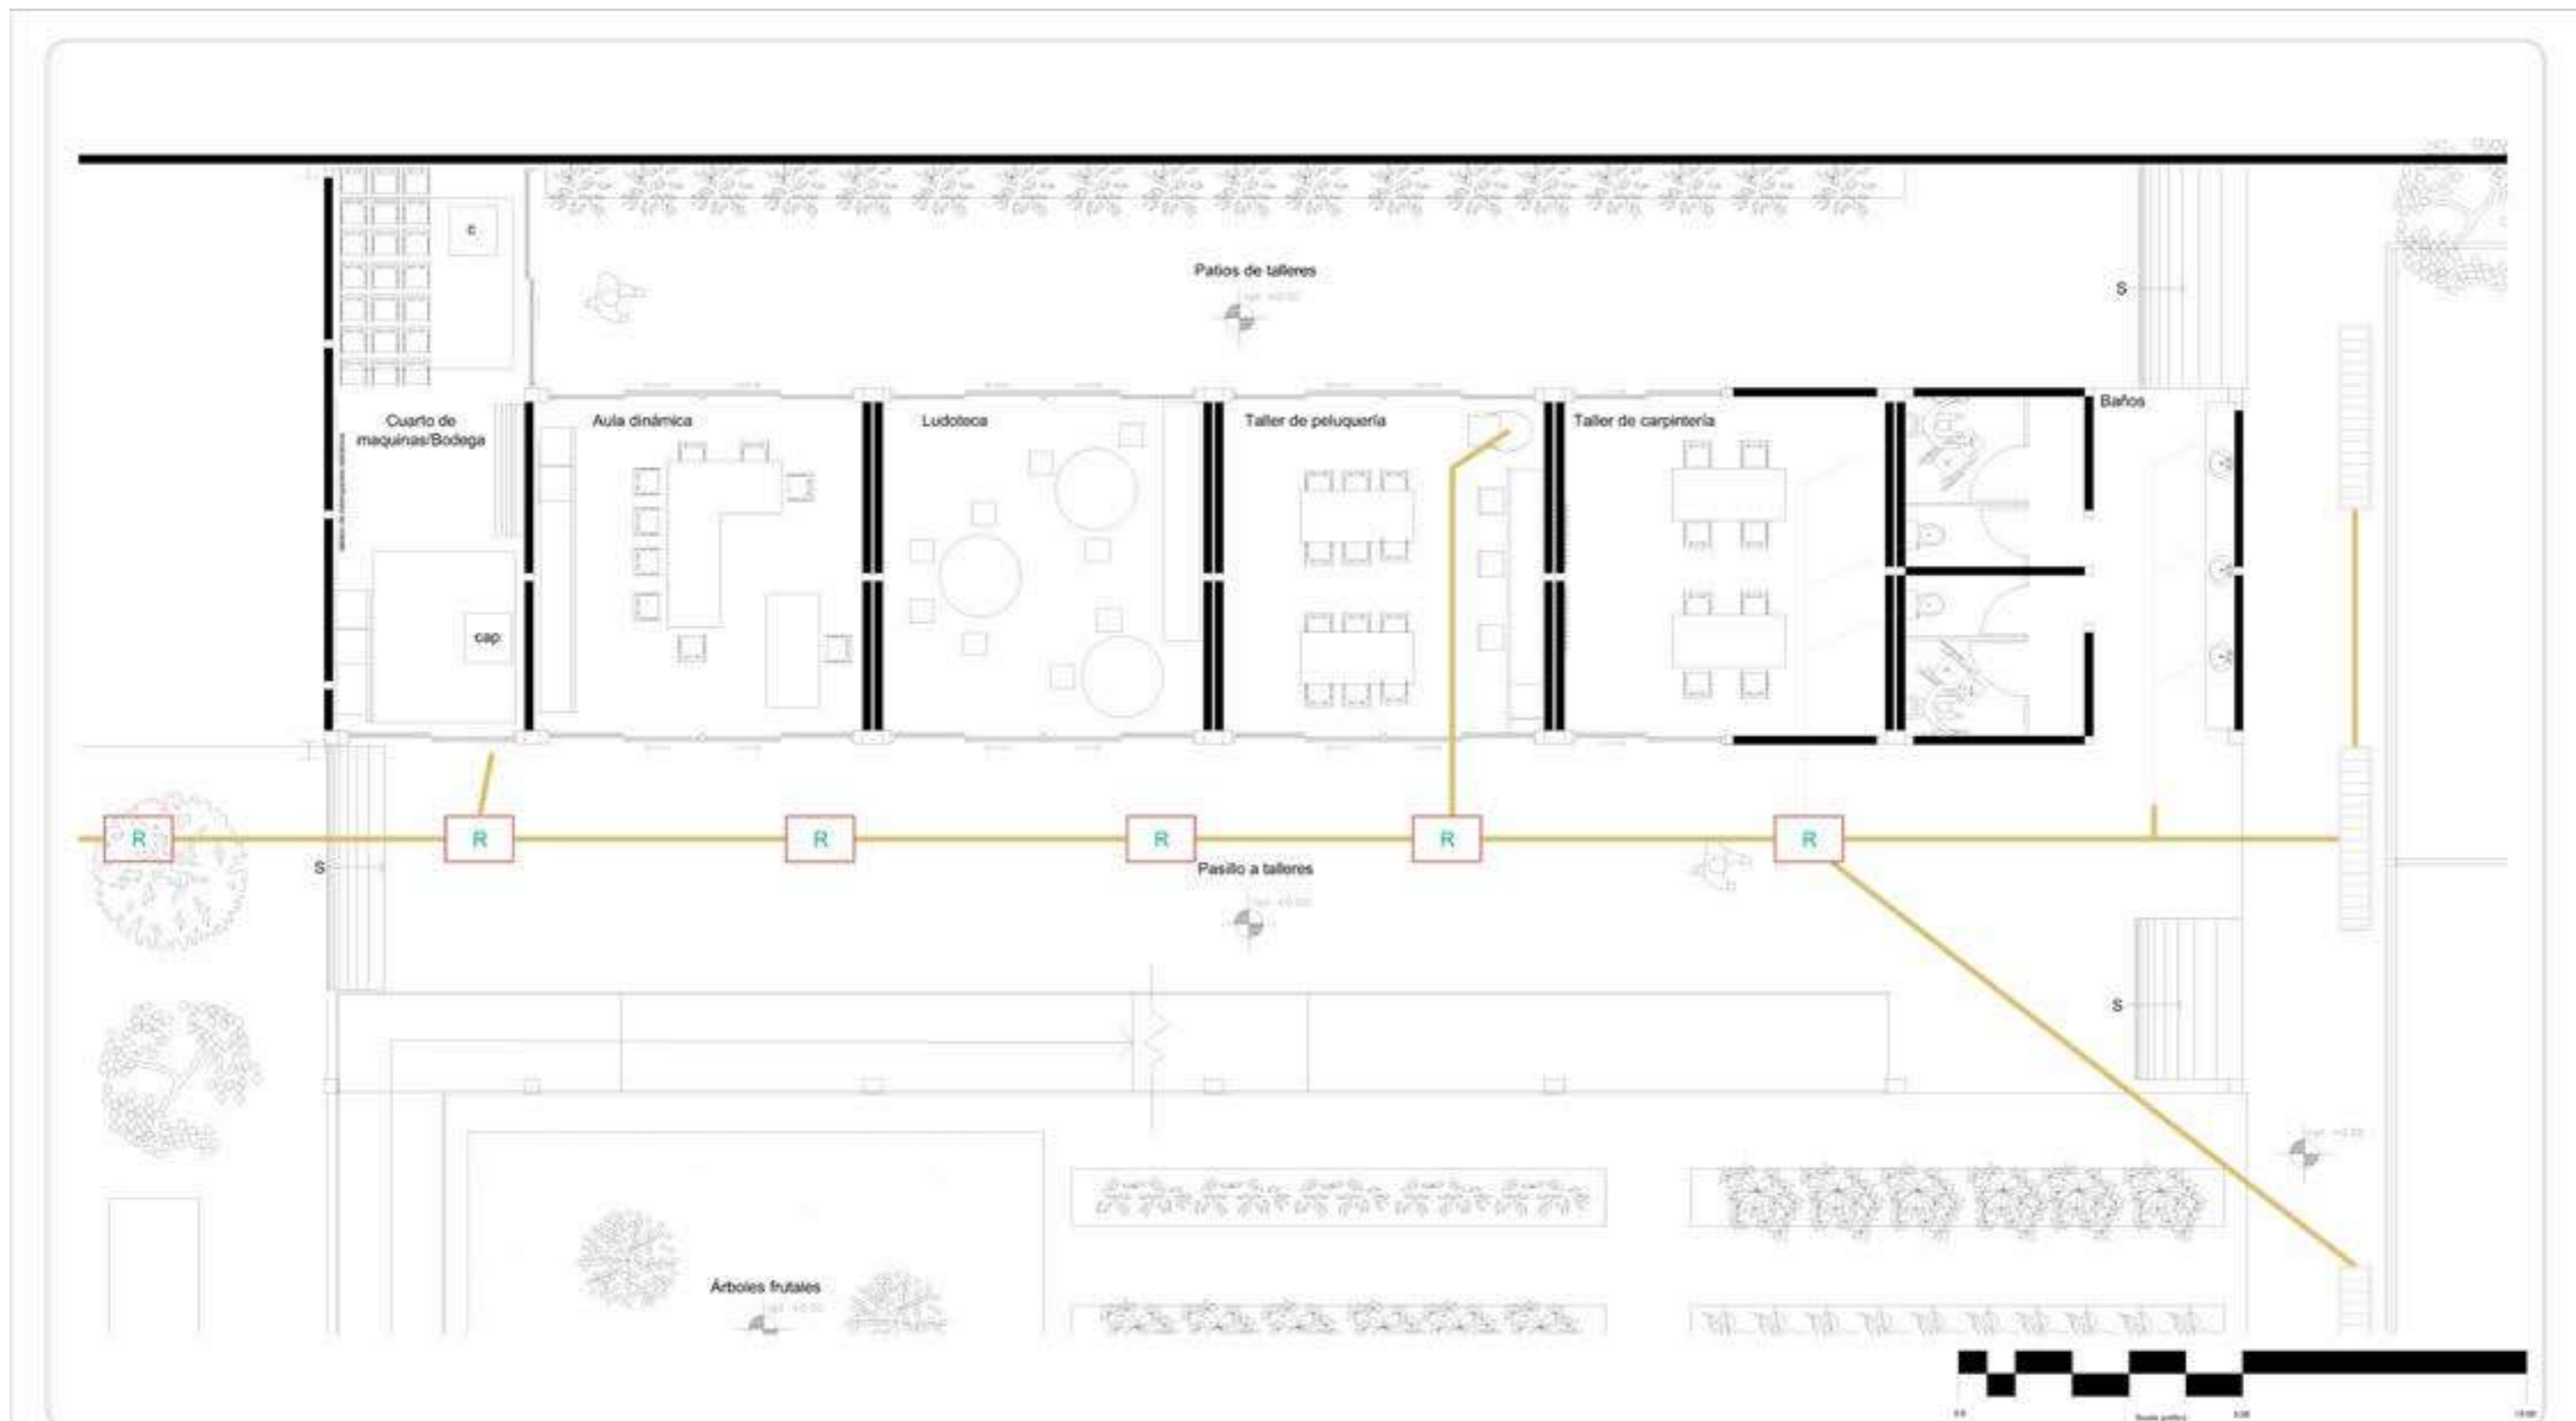 c
Patios de talleres
S
Cuarto de
maquinas/Bodega
Aula dinámica
Ludoteca
Taller de peluquería
Taller de carpintería
Baños
cap
R
R
R
R
R
R
S
Pasillo a talleres
S
Árboles frutales